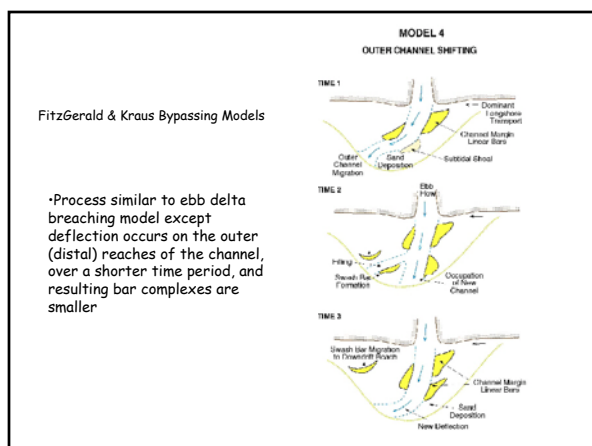 MODEL 4
OUTER CHANNEL SHIFTING
FitzGerald & Kraus Bypassing Models
•Process similar to ebb delta
breaching model except
deflection occurs on the outer
(distal) reaches of the channel,
over a shorter time period, and
resulting bar complexes are
smaller
TIME 1
Dominant
Longshore
Transport
Channel Margin
Linear Bars
Outer
Channel
Migration
Sand
Deposition
Subtidal Shoal
TIME 2
Ebb
Flow
Filling
Swash Bar
Formation
Occupation
of New
Channel
TIME 3
Swash Bar Migration
to Downdrift Beach
Channel Margin
Linear Bars
Sand
Deposition
New Deflection